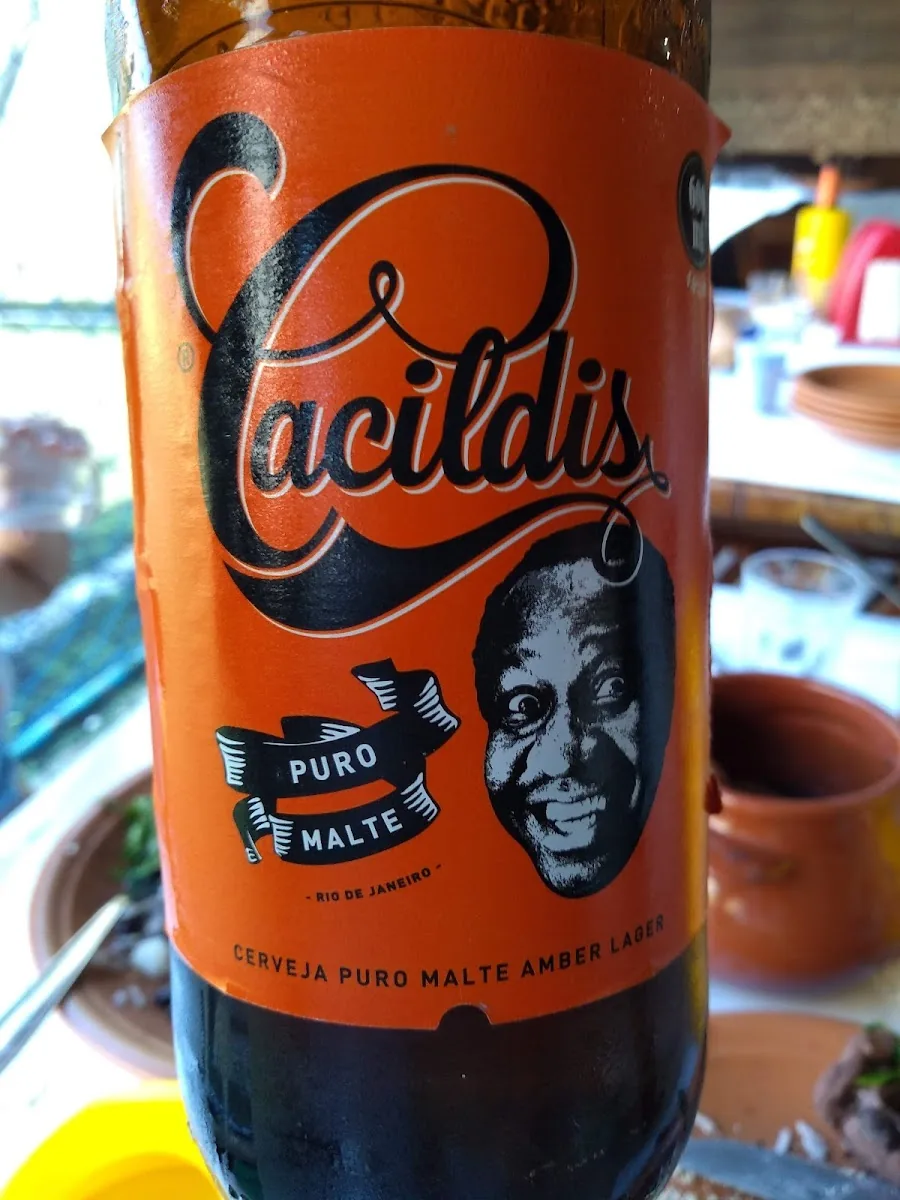 Cacildis
®
PURO
MALTE
E
- RIO DE JANEIRO -
CERVEJA PURO MALTE AMBER LAGER